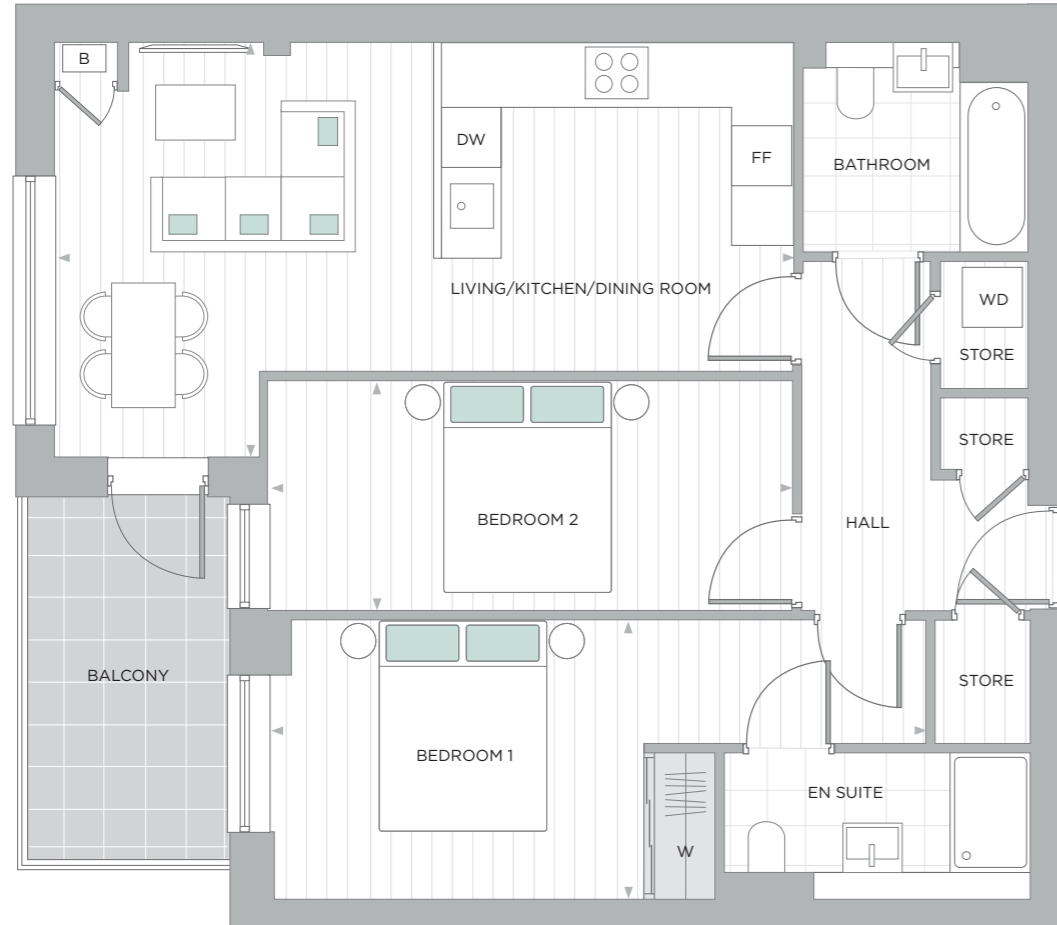 B
DW
FF
BATHROOM
LIVING/KITCHEN/DINING ROOM
WD
STORE
STORE
BEDROOM 2
HALL
BALCONY
STORE
BEDROOM 1
EN SUITE
W